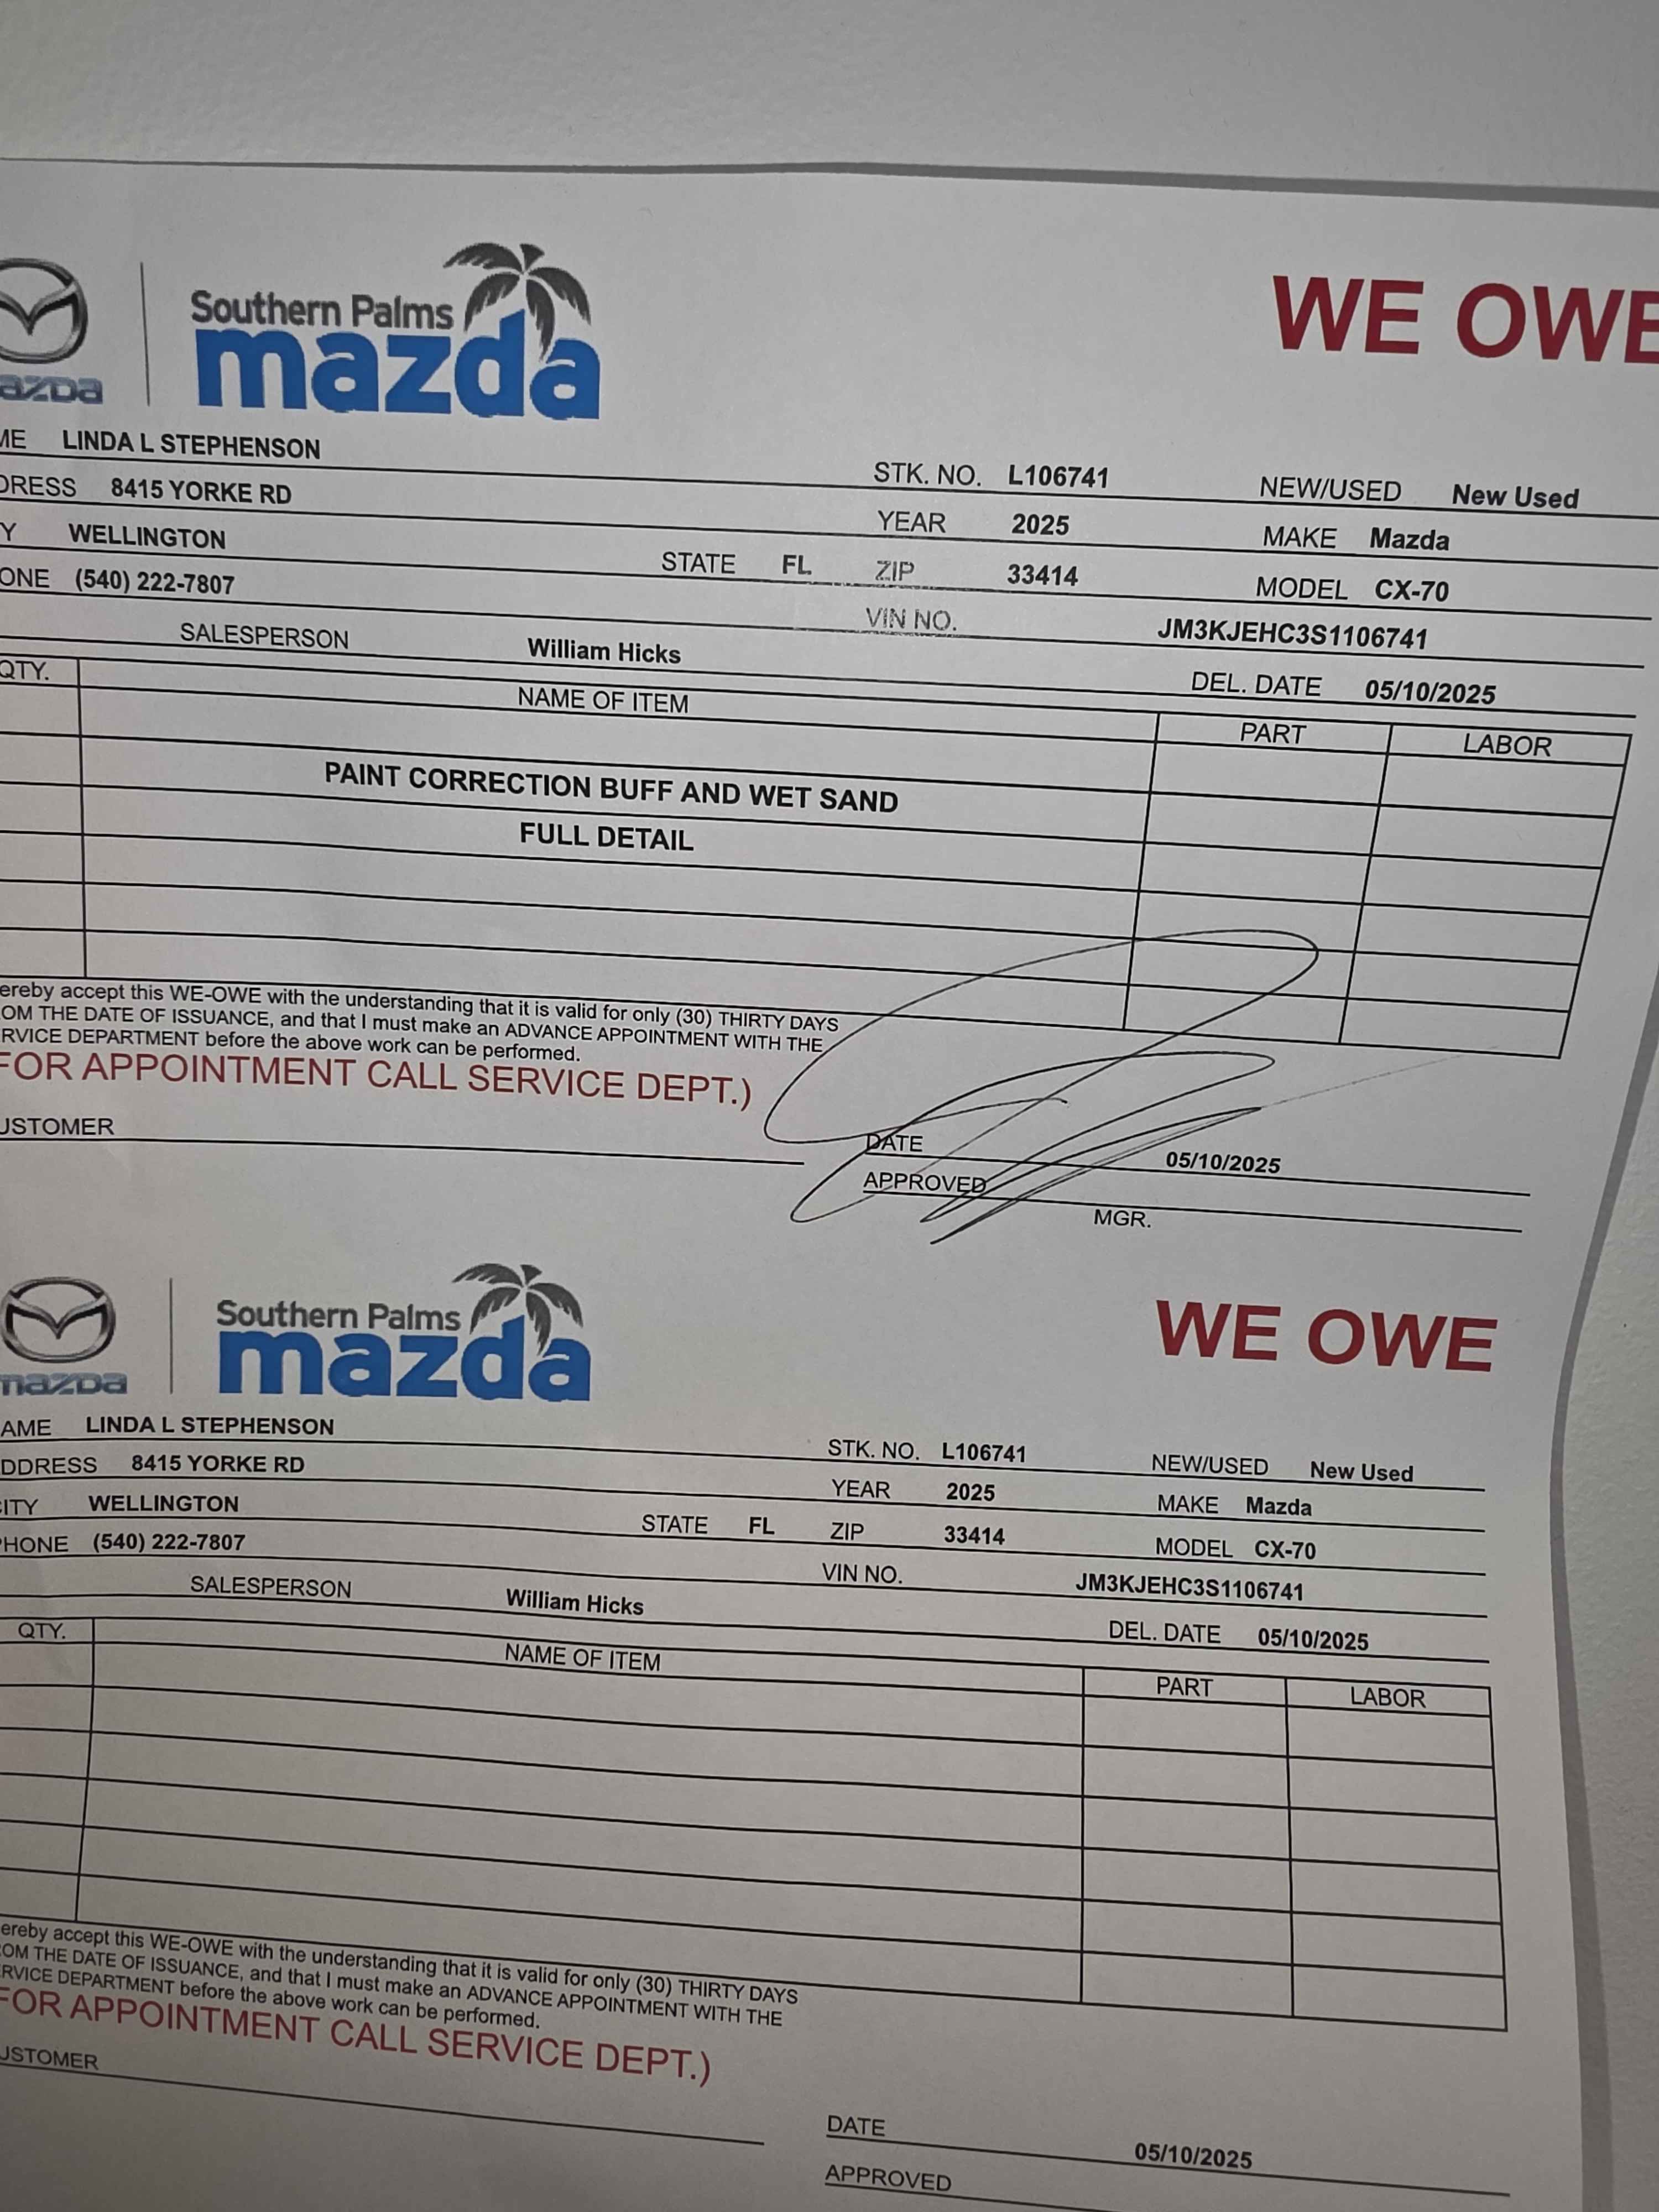 WE OWE
Southern Palms
mazda
mazda
ME LINDA L STEPHENSON
STK. NO. L106741 NEW/USED New Used
DRESS 8415 YORKE RD
YEAR 2025 MAKE Mazda
Y WELLINGTON
STATE FL ZIP 33414 MODEL CX-70
ONE (540) 222-7807
VIN NO. JM3KJEHC3S1106741
SALESPERSON William Hicks
DEL. DATE 05/10/2025
QTY. NAME OF ITEM PART LABOR
PAINT CORRECTION BUFF AND WET SAND
FULL DETAIL
ereby accept this WE-OWE with the understanding that it is valid for only (30) THIRTY DAYS
OM THE DATE OF ISSUANCE, and that I must make an ADVANCE APPOINTMENT WITH THE
RVICE DEPARTMENT before the above work can be performed.
FOR APPOINTMENT CALL SERVICE DEPT.)
USTOMER
DATE 05/10/2025
APPROVED
MGR.
WE OWE
Southern Palms
mazda
mazda
AME LINDA L STEPHENSON
STK. NO. L106741 NEW/USED New Used
DDRESS 8415 YORKE RD
YEAR 2025 MAKE Mazda
CITY WELLINGTON
STATE FL ZIP 33414 MODEL CX-70
PHONE (540) 222-7807
VIN NO. JM3KJEHC3S1106741
SALESPERSON William Hicks
DEL. DATE 05/10/2025
QTY. NAME OF ITEM PART LABOR
ereby accept this WE-OWE with the understanding that it is valid for only (30) THIRTY DAYS
OM THE DATE OF ISSUANCE, and that I must make an ADVANCE APPOINTMENT WITH THE
RVICE DEPARTMENT before the above work can be performed.
FOR APPOINTMENT CALL SERVICE DEPT.)
USTOMER
DATE 05/10/2025
APPROVED